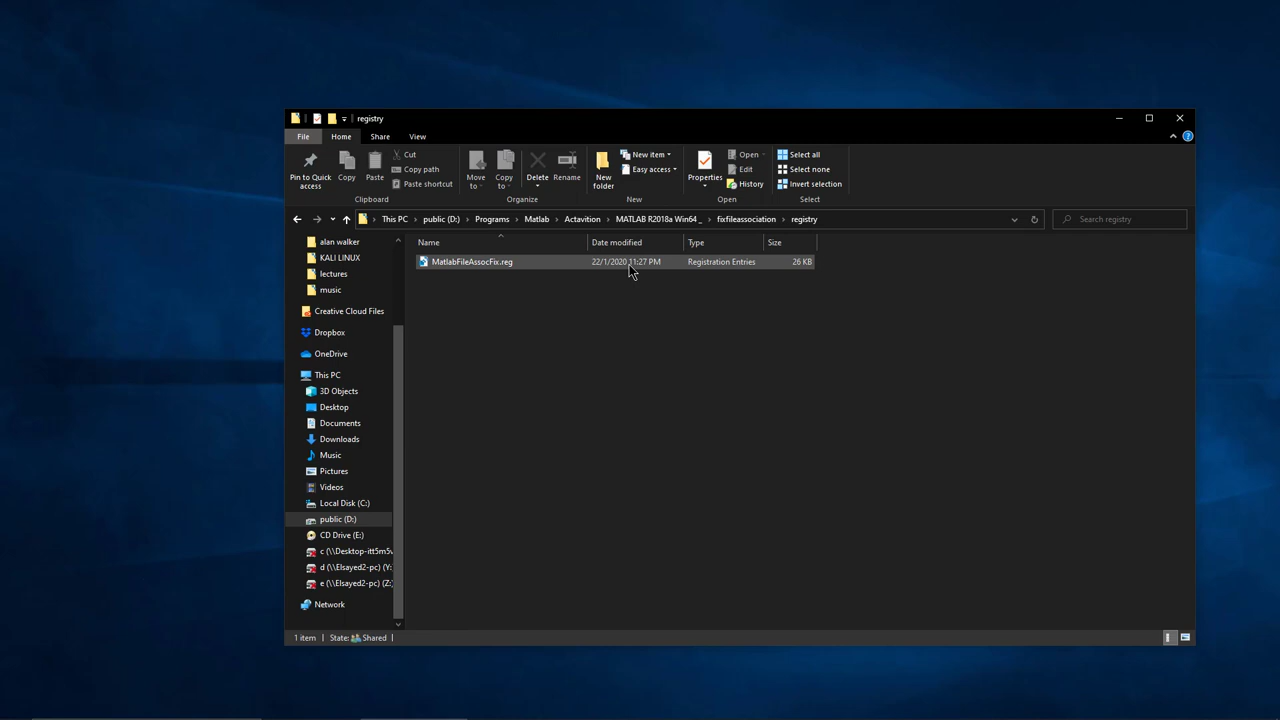 registry
File Home Share View
Pin to Quick access
Copy
Paste
Cut
Copy path
Paste shortcut
Clipboard
Move to
Copy to
Delete
Rename
Organize
New folder
New item
Easy access
New
Properties
Open
Edit
History
Open
Select all
Select none
Invert selection
Select
This PC > public (D:) > Programs > Matlab > Actavition > MATLAB R2018a Win64 _ > fixfileassociation > registry
Search registry
Name Date modified Type Size
MatlabFileAssocFix.reg 22/1/2020 11:27 PM Registration Entries 26 KB
alan walker
KALI LINUX
lectures
music
Creative Cloud Files
Dropbox
OneDrive
This PC
3D Objects
Desktop
Documents
Downloads
Music
Pictures
Videos
Local Disk (C:)
public (D:)
CD Drive (E:)
c (\\Desktop-itt5m5v
d (\\Elsayed2-pc) (Y:
e (\\Elsayed2-pc) (Z:
Network
1 item State: Shared